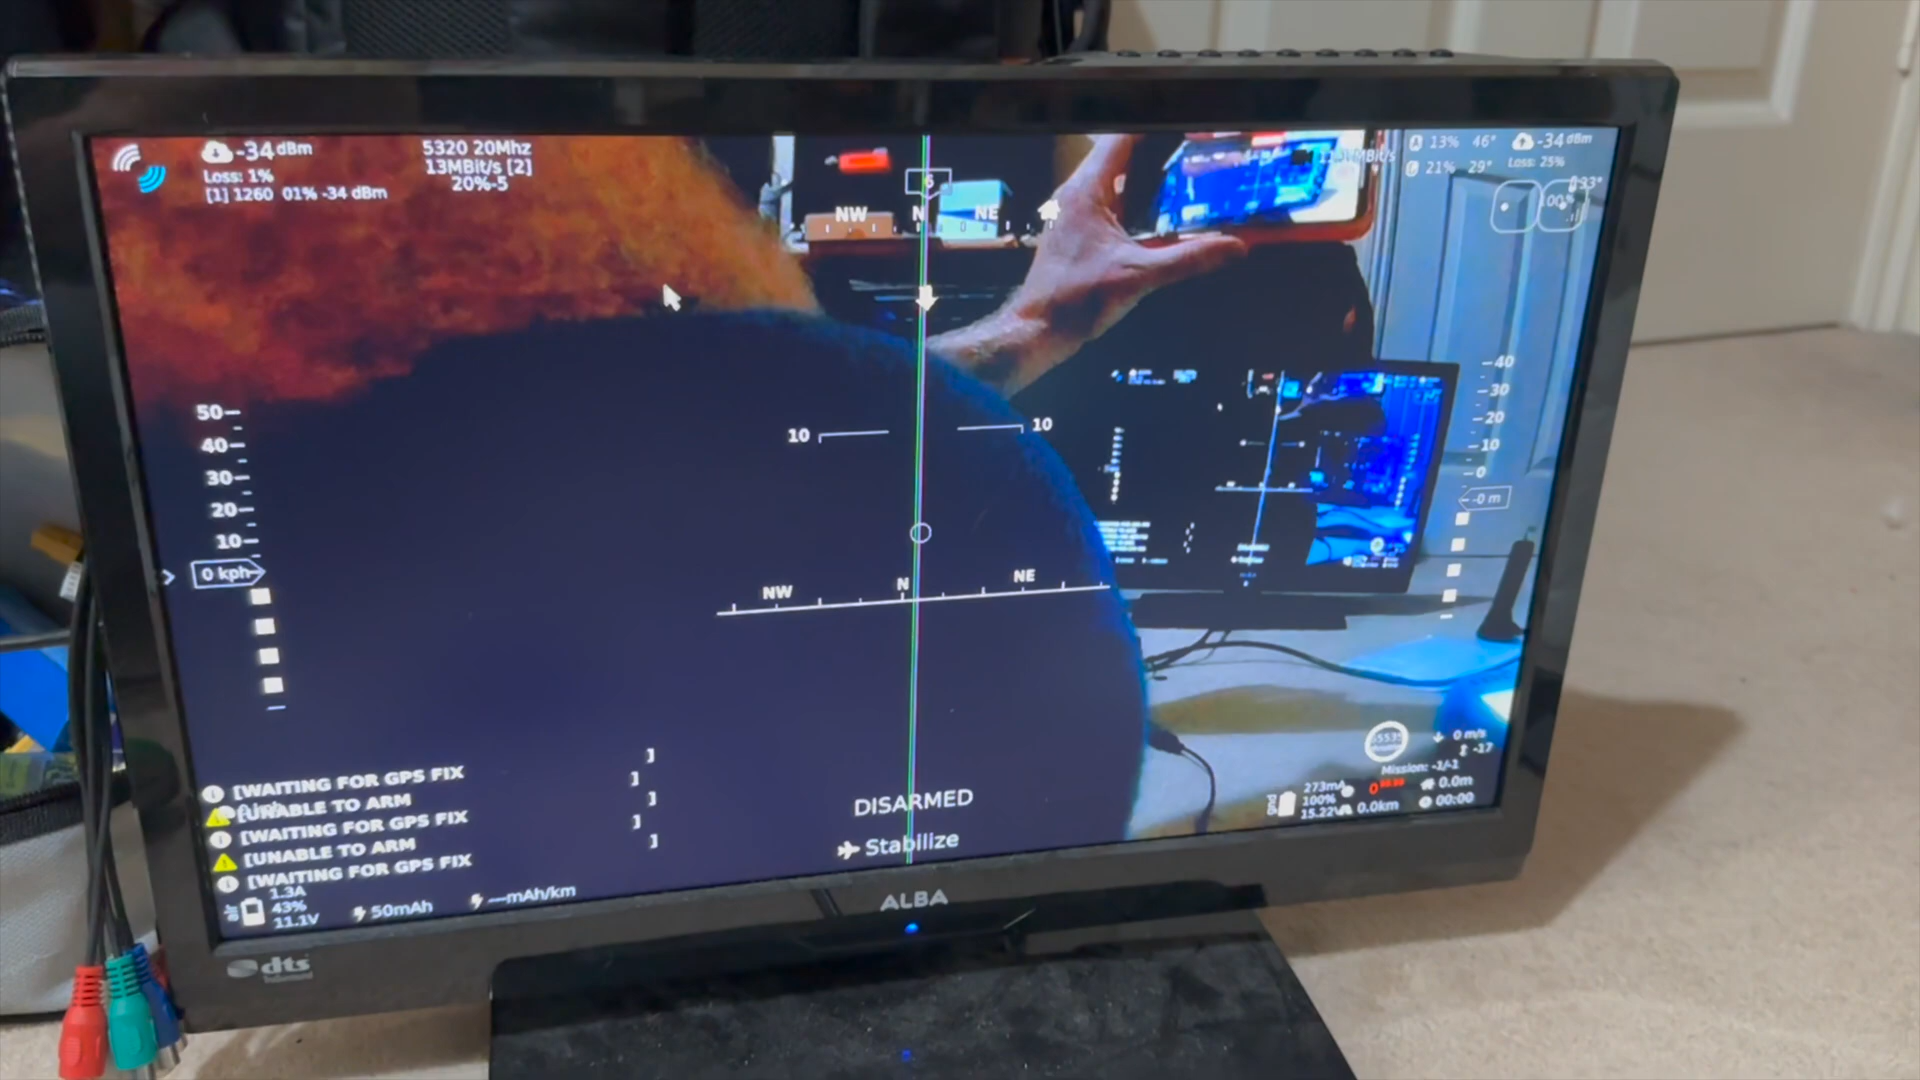 -34 dBm
Loss: 1%
[1] 1260 01% -34 dBm
5320 20Mhz
13MBit/s [2]
20%-5
13% 46°
21% 29°
-34 dBm
Loss: 25%
33°
100%
6
NW N NE
50
40
30
20
10
0 kph
10 10
NW N NE
40
30
20
10
0
-0 m
[WAITING FOR GPS FIX ]
[UNABLE TO ARM ]
[WAITING FOR GPS FIX ]
[UNABLE TO ARM ]
[WAITING FOR GPS FIX ]
1.3A
43%
11.1V
50mAh
---mAh/km
DISARMED
Stabilize
0 m/s
-17
Mission: -1/-1
273mA
100%
15.22V
0.0m
0.0km
00:00
ALBA
dts